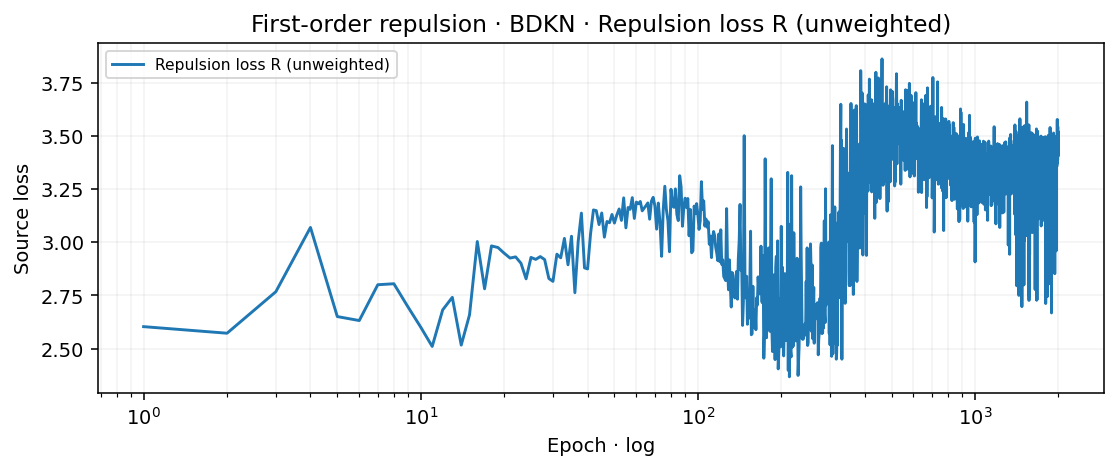 First-order repulsion · BDKN · Repulsion loss R (unweighted)
Repulsion loss R (unweighted)
Source loss
3.75
3.50
3.25
3.00
2.75
2.50
10⁰ 10¹ 10² 10³
Epoch · log